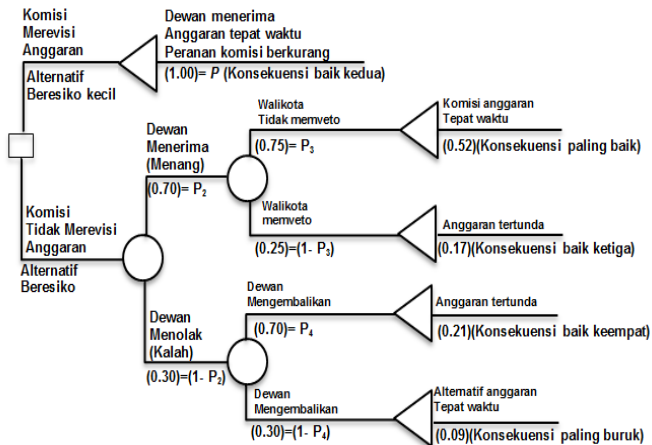 Komisi
Merevisi
Anggaran
Alternatif
Beresiko kecil
Dewan menerima
Anggaran tepat waktu
Peranan komisi berkurang
(1.00)= P (Konsekuensi baik kedua)
Komisi
Tidak Merevisi
Anggaran
Alternatif
Beresiko
Dewan
Menerima
(Menang)
(0.70)= P2
Walikota
Tidak memveto
(0.75)= P3
Komisi anggaran
Tepat waktu
(0.52)(Konsekuensi paling baik)
Walikota
memveto
(0.25)=(1- P3)
Anggaran tertunda
(0.17)(Konsekuensi baik ketiga)
Dewan
Menolak
(Kalah)
(0.30)=(1- P2)
Dewan
Mengembalikan
(0.70)= P4
Anggaran tertunda
(0.21)(Konsekuensi baik keempat)
Dewan
Mengembalikan
(0.30)=(1- P4)
Alternatif anggaran
Tepat waktu
(0.09)(Konsekuensi paling buruk)